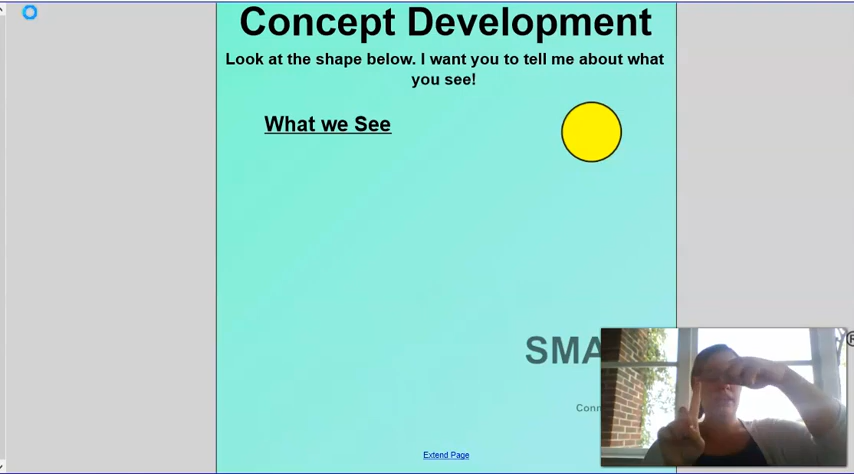 Concept Development
Look at the shape below. I want you to tell me about what
you see!
What we See
SMA
Conn
Extend Page